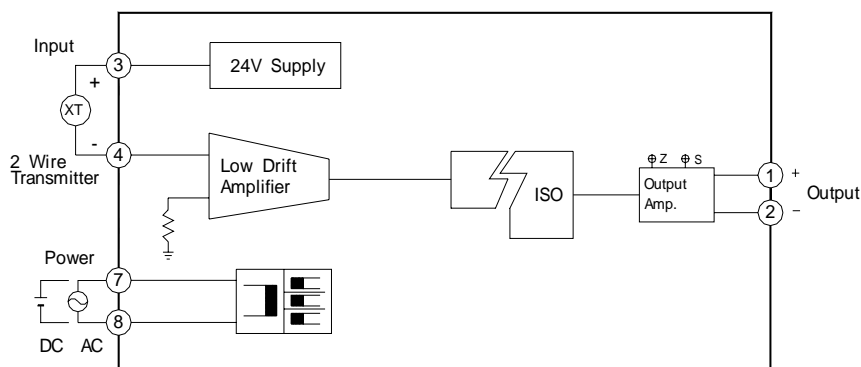 Input
3
24V Supply
+
XT
-
4
2 Wire
Transmitter
Low Drift
Amplifier
ISO
Z S
Output
Amp.
1 +
2 −
Output
Power
7
8
DC AC